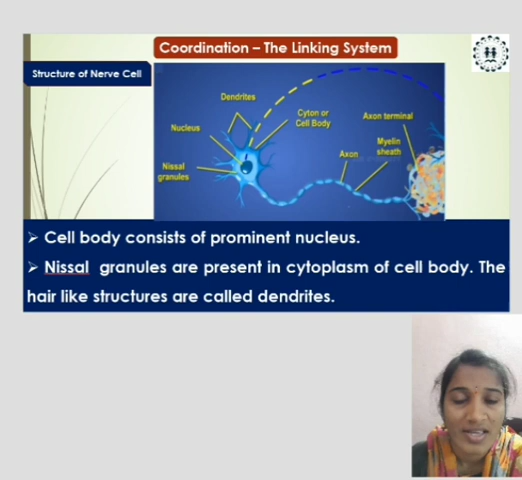 Coordination – The Linking System
Structure of Nerve Cell
Dendrites
Cyton or
Cell Body
Axon terminal
Nucleus
Myelin
sheath
Axon
Nissal
granules
➢ Cell body consists of prominent nucleus.
➢ Nissal granules are present in cytoplasm of cell body. The
hair like structures are called dendrites.